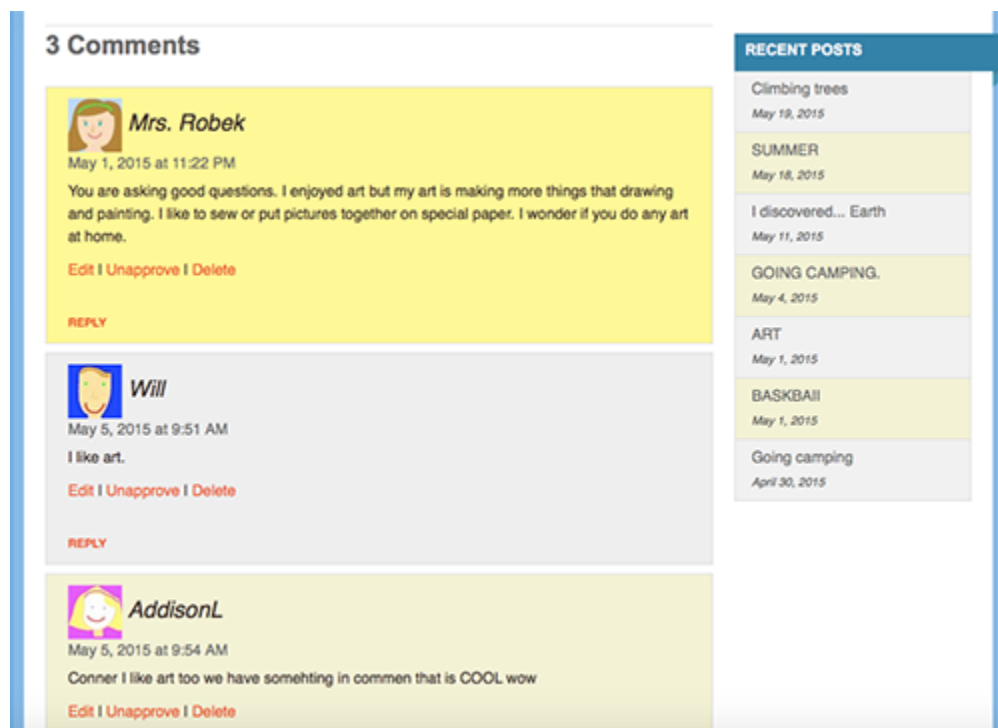 3 Comments
Mrs. Robek
May 1, 2015 at 11:22 PM
You are asking good questions. I enjoyed art but my art is making more things that drawing
and painting. I like to sew or put pictures together on special paper. I wonder if you do any art
at home.
Edit | Unapprove | Delete
REPLY
Will
May 5, 2015 at 9:51 AM
I like art.
Edit | Unapprove | Delete
REPLY
AddisonL
May 5, 2015 at 9:54 AM
Conner I like art too we have somehting in commen that is COOL wow
Edit | Unapprove | Delete
RECENT POSTS
Climbing trees
May 19, 2015
SUMMER
May 18, 2015
I discovered... Earth
May 11, 2015
GOING CAMPING.
May 4, 2015
ART
May 1, 2015
BASKBAll
May 1, 2015
Going camping
April 30, 2015